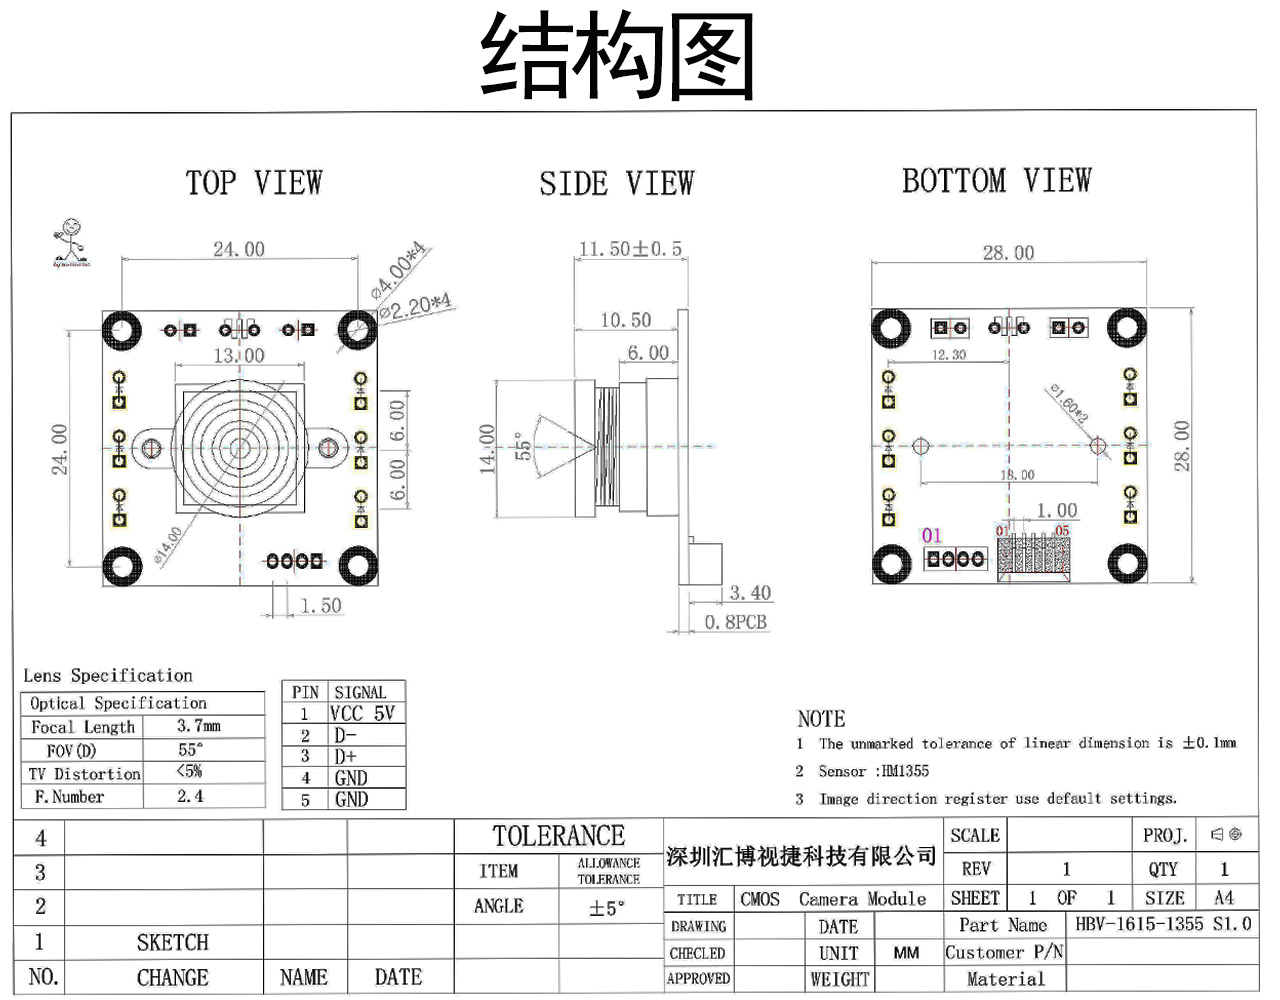 结构图
TOP VIEW
SIDE VIEW
BOTTOM VIEW
24.00
⌀4.00*4
⌀2.20*4
13.00
24.00
6.00
6.00
⌀14.00
1.50
11.50±0.5
10.50
6.00
14.00
55°
3.40
0.8PCB
28.00
12.30
⌀1.60*2
18.00
28.00
1.00
01
01
05
Lens Specification
Optical Specification
Focal Length 3.7mm
FOV(D) 55°
TV Distortion <5%
F.Number 2.4
PIN SIGNAL
1 VCC 5V
2 D-
3 D+
4 GND
5 GND
NOTE
1 The unmarked tolerance of linear dimension is ±0.1mm
2 Sensor :HM1355
3 Image direction register use default settings.
4
3
2
1 SKETCH
NO. CHANGE NAME DATE
TOLERANCE
ITEM ALLOWANCE TOLERANCE
ANGLE ±5°
深圳汇博视捷科技有限公司
TITLE CMOS Camera Module
DRAWING DATE
CHECLED UNIT MM
APPROVED WEIGHT
SCALE PROJ.
REV 1 QTY 1
SHEET 1 OF 1 SIZE A4
Part Name HBV-1615-1355 S1.0
Customer P/N
Material